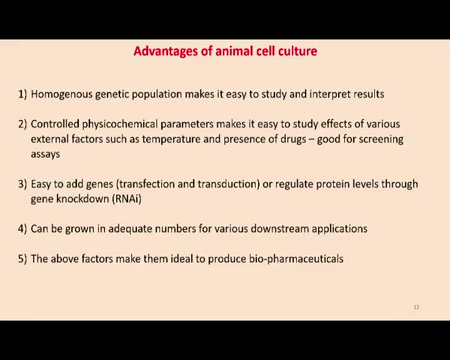 Advantages of animal cell culture
1) Homogenous genetic population makes it easy to study and interpret results
2) Controlled physicochemical parameters makes it easy to study effects of various
external factors such as temperature and presence of drugs – good for screening
assays
3) Easy to add genes (transfection and transduction) or regulate protein levels through
gene knockdown (RNAi)
4) Can be grown in adequate numbers for various downstream applications
5) The above factors make them ideal to produce bio-pharmaceuticals